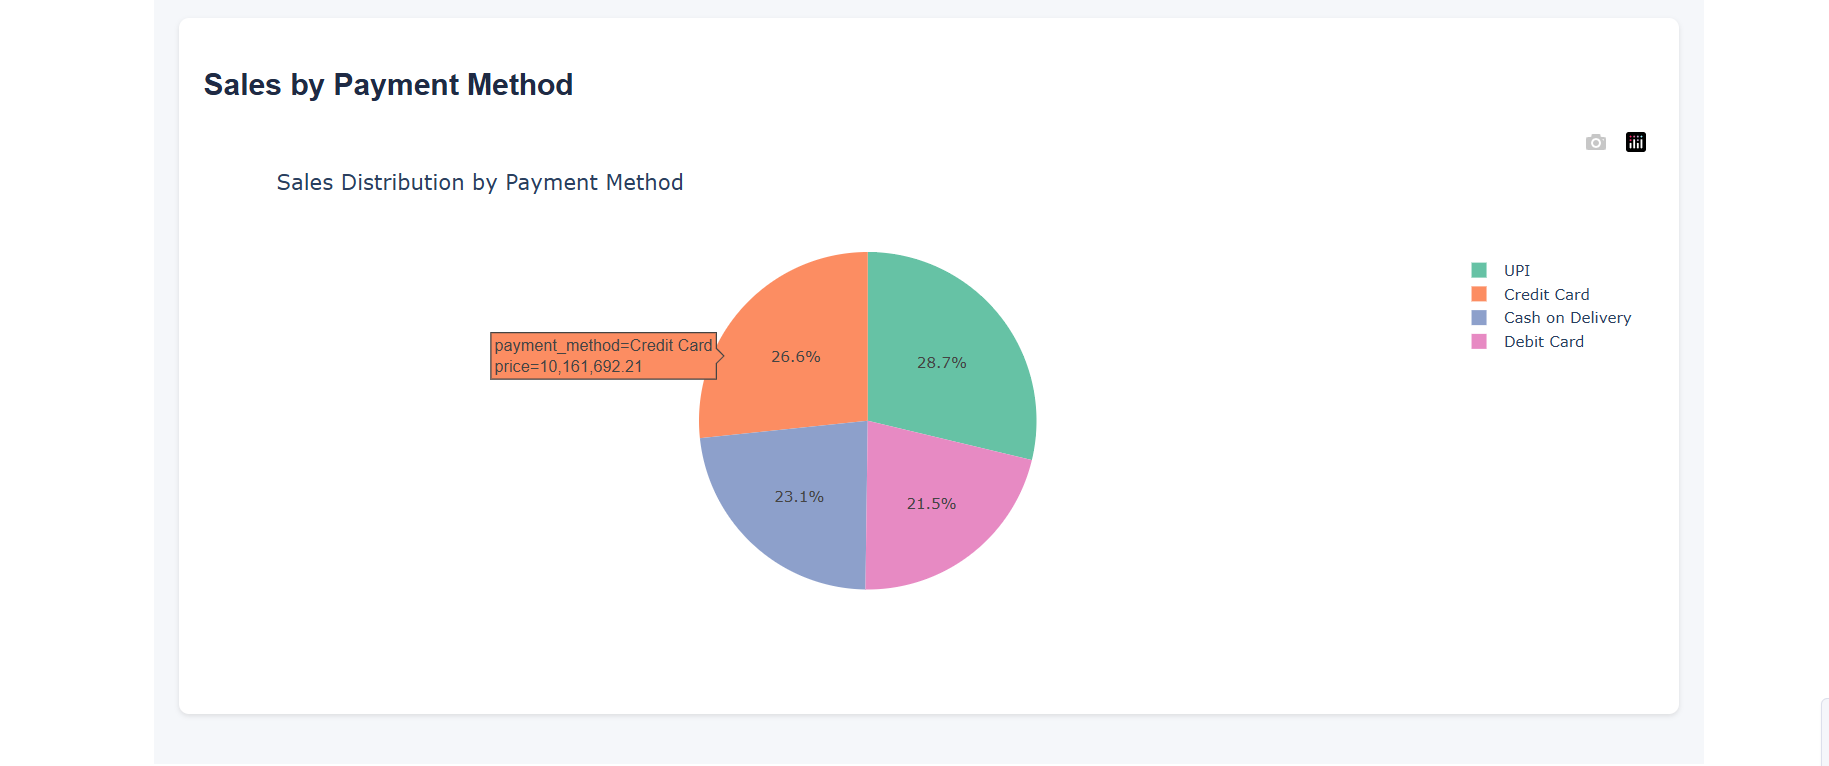 Sales by Payment Method
Sales Distribution by Payment Method
UPI
Credit Card
Cash on Delivery
Debit Card
payment_method=Credit Card
price=10,161,692.21
26.6%
28.7%
23.1%
21.5%